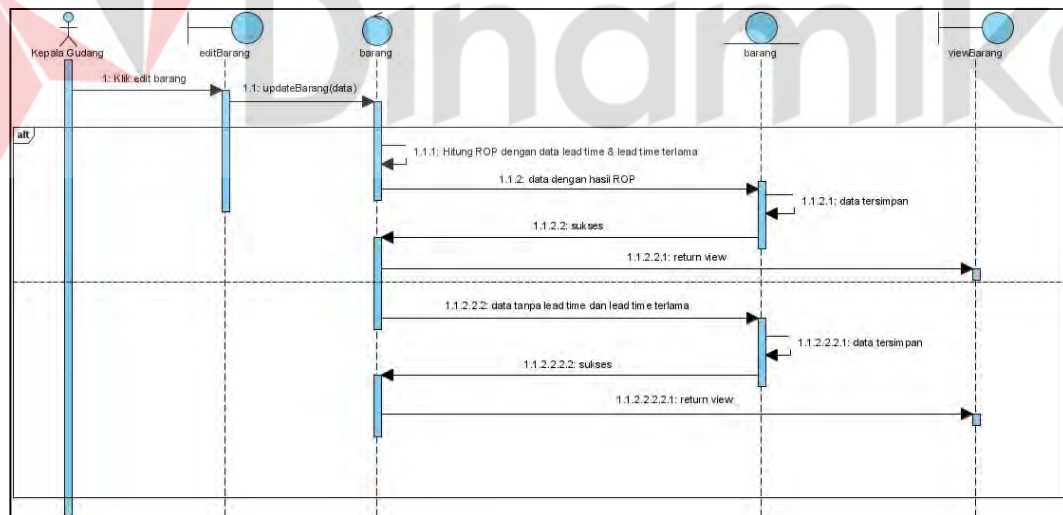 Dinamika
Kepala Gudang
editBarang
barang
barang
viewBarang
1: Klik edit barang
1.1: updateBarang(data)
alt
1.1.1: Hitung ROP dengan data lead time & lead time terlama
1.1.2: data dengan hasil ROP
1.1.2.1: data tersimpan
1.1.2.2: sukses
1.1.2.2.1: return view
1.1.2.2.2: data tanpa lead time dan lead time terlama
1.1.2.2.2.1: data tersimpan
1.1.2.2.2.2: sukses
1.1.2.2.2.2.1: return view